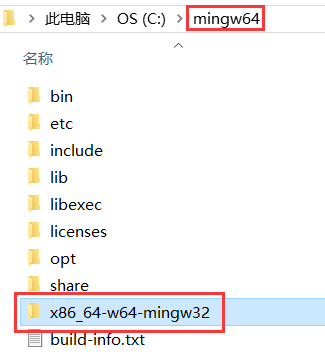 此电脑 > OS (C:) > mingw64
名称
bin
etc
include
lib
libexec
licenses
opt
share
x86_64-w64-mingw32
build-info.txt